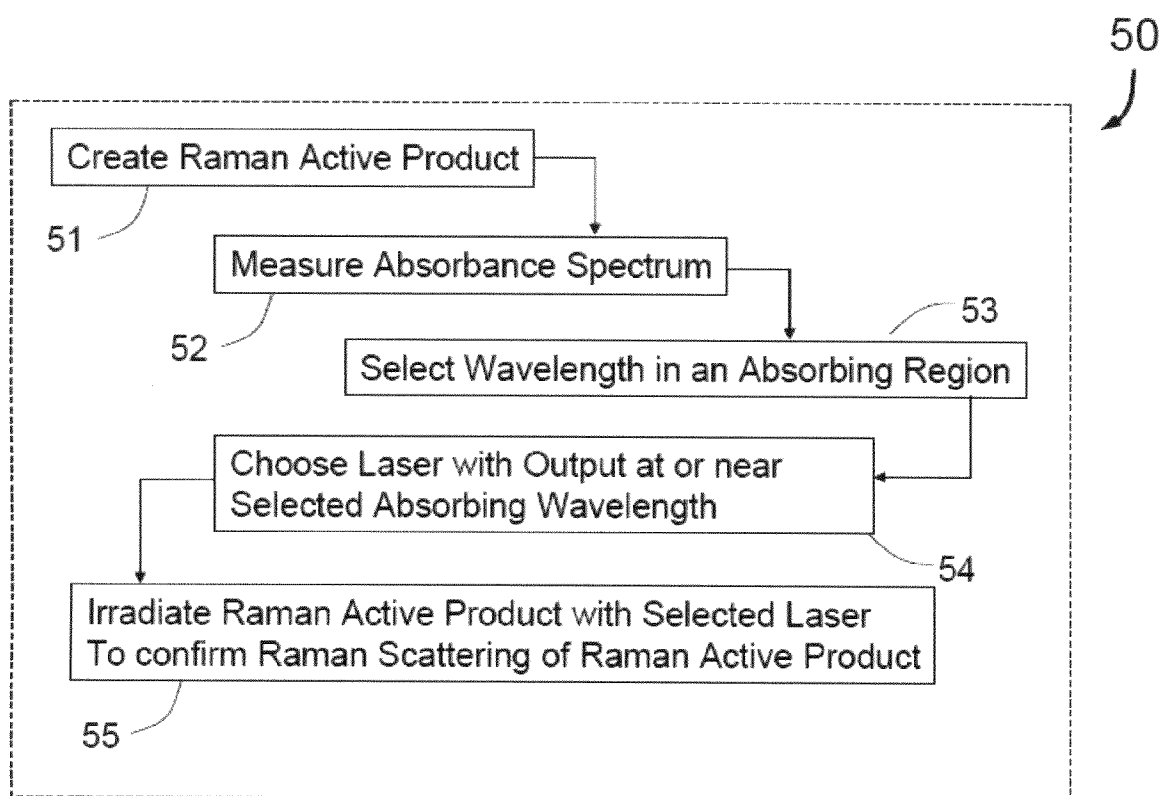 50
Create Raman Active Product
51
Measure Absorbance Spectrum
52
53
Select Wavelength in an Absorbing Region
Choose Laser with Output at or near
Selected Absorbing Wavelength
54
Irradiate Raman Active Product with Selected Laser
To confirm Raman Scattering of Raman Active Product
55